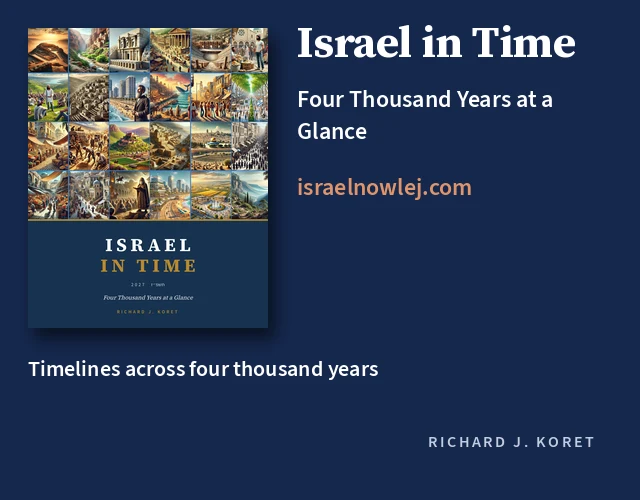 Israel in Time
Four Thousand Years at a
Glance
israelnowlej.com
ISRAEL
IN TIME
2027
Four Thousand Years at a Glance
RICHARD J. KORET
Timelines across four thousand years
RICHARD J. KORET